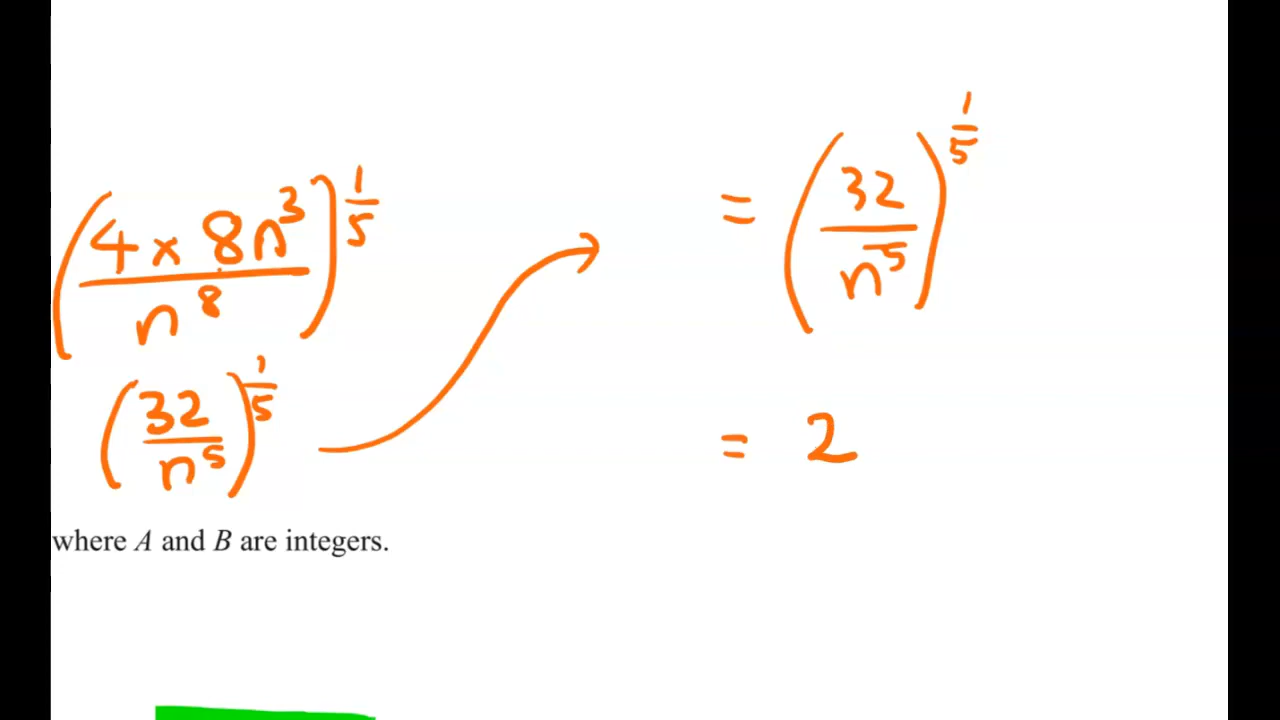 (4 × 8n³ / n⁸)^(1/5)
(32 / n⁵)^(1/5)
where A and B are integers.
= (32 / n⁵)^(1/5)
= 2